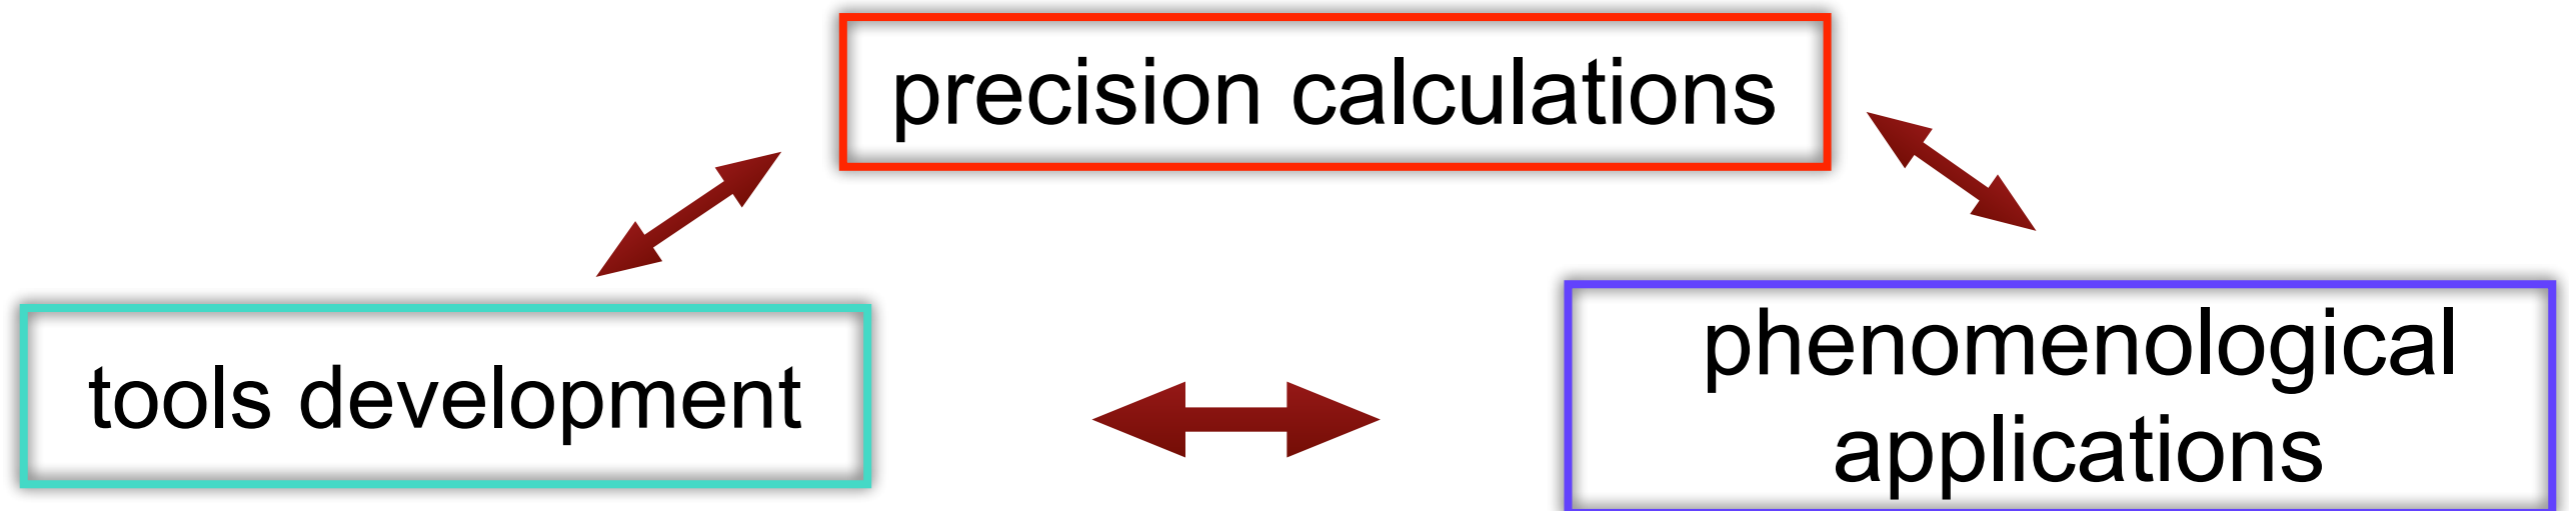 precision calculations
tools development
phenomenological
applications